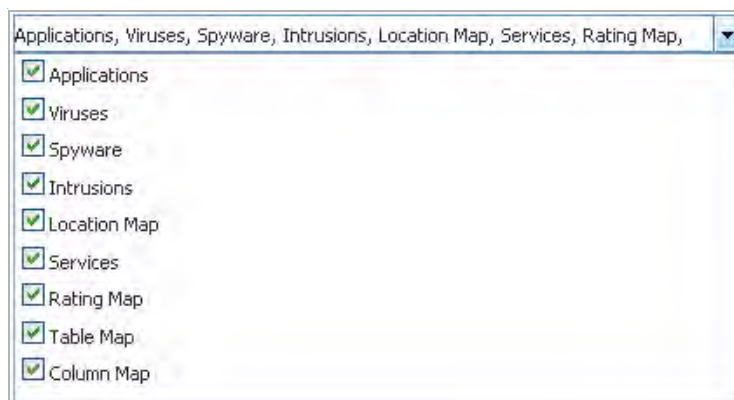 Applications, Viruses, Spyware, Intrusions, Location Map, Services, Rating Map,
Applications
Viruses
Spyware
Intrusions
Location Map
Services
Rating Map
Table Map
Column Map